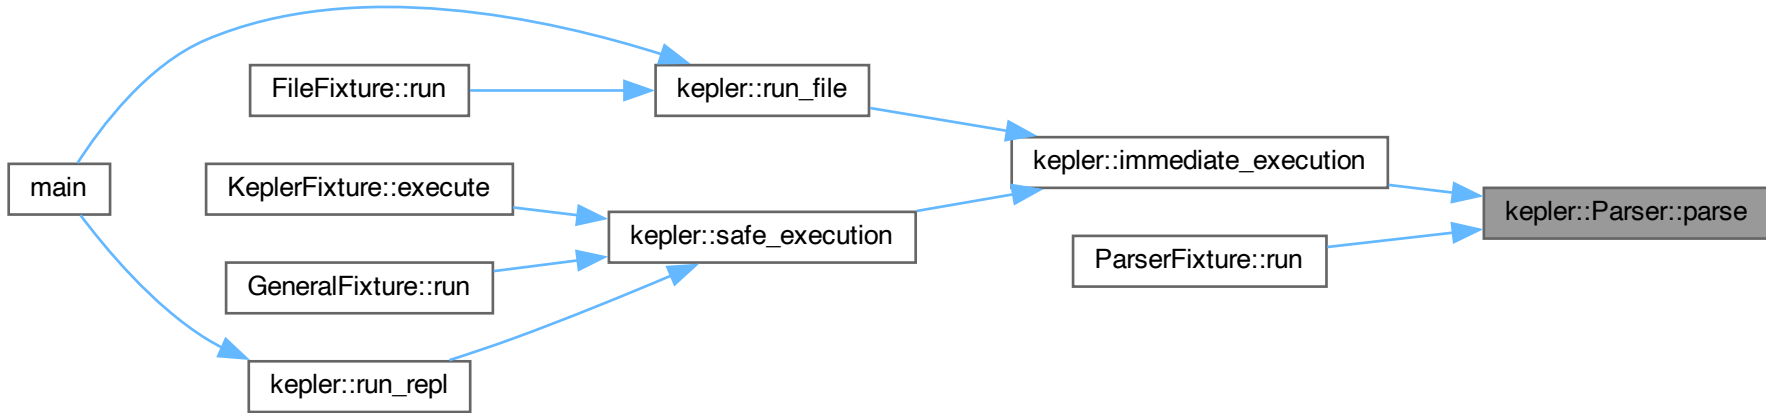 main
FileFixture::run
KeplerFixture::execute
GeneralFixture::run
kepler::run_repl
kepler::run_file
kepler::safe_execution
kepler::immediate_execution
ParserFixture::run
kepler::Parser::parse